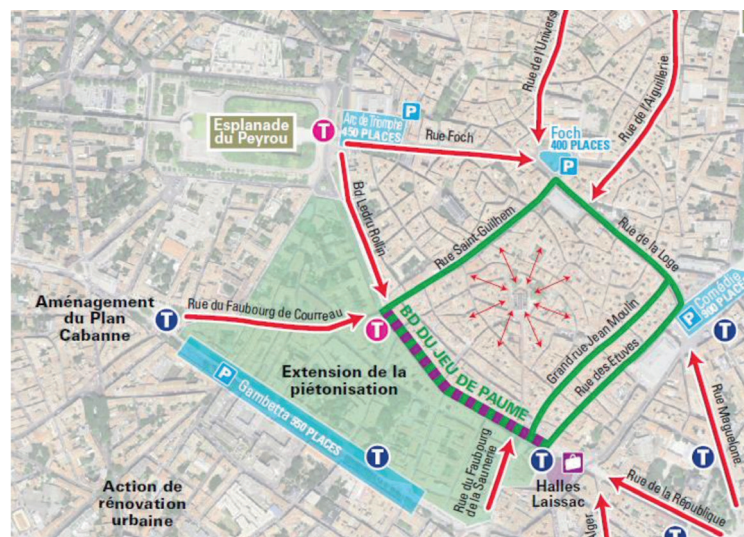 Rue de l'Univers
Rue de l'Aiguillerie
P
Arc de Triomphe
450 PLACES
Esplanade
du Peyrou
T
Rue Foch
Foch
400 PLACES
P
Bd Ledru Rollin
Rue Saint-Guilhem
Rue de la Loge
Aménagement
du Plan
Cabanne
T
Rue du Faubourg de Courreau
T
BD DU JEU DE PAUME
Grand rue Jean Moulin
Rue des Etuves
P Comédie
T
Extension de la
piétonisation
P Gambetta 550 PLACES
T
Rue du Faubourg
de la Saunerie
T
Halles
Laissac
Rue Maguelone
T
Rue de la République
T
Alger
Action de
rénovation
urbaine